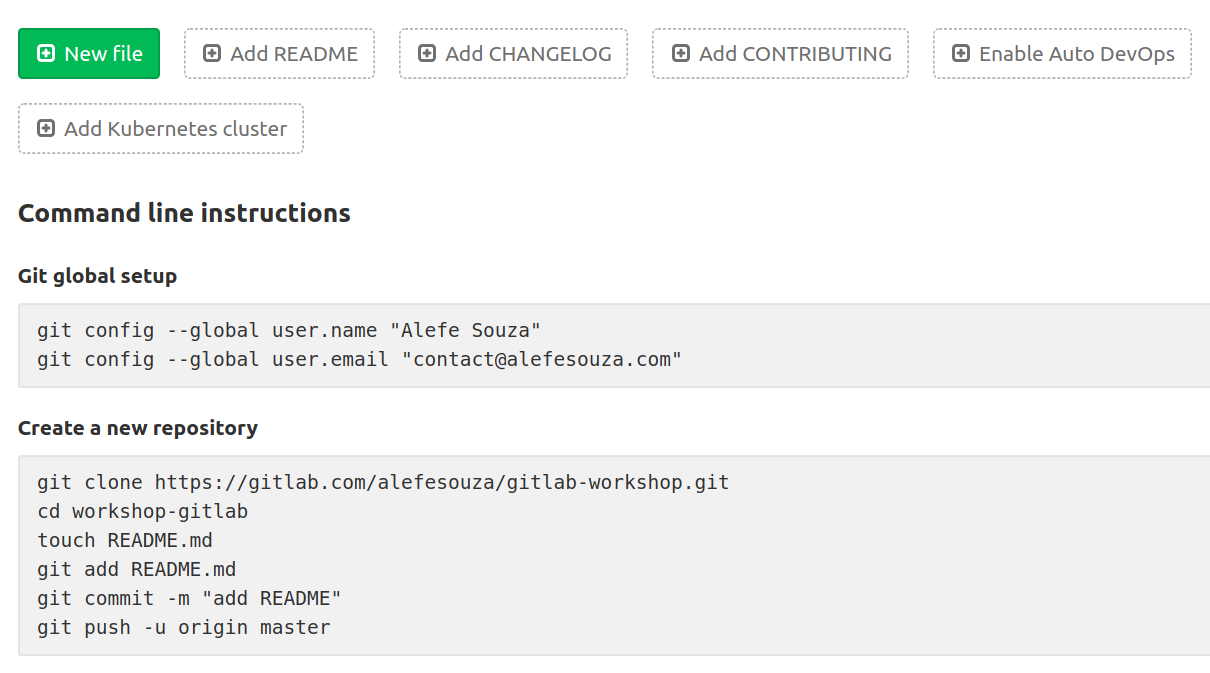 New file
Add README
Add CHANGELOG
Add CONTRIBUTING
Enable Auto DevOps
Add Kubernetes cluster
Command line instructions
Git global setup
git config --global user.name "Alefe Souza"
git config --global user.email "contact@alefesouza.com"
Create a new repository
git clone https://gitlab.com/alefesouza/gitlab-workshop.git
cd workshop-gitlab
touch README.md
git add README.md
git commit -m "add README"
git push -u origin master